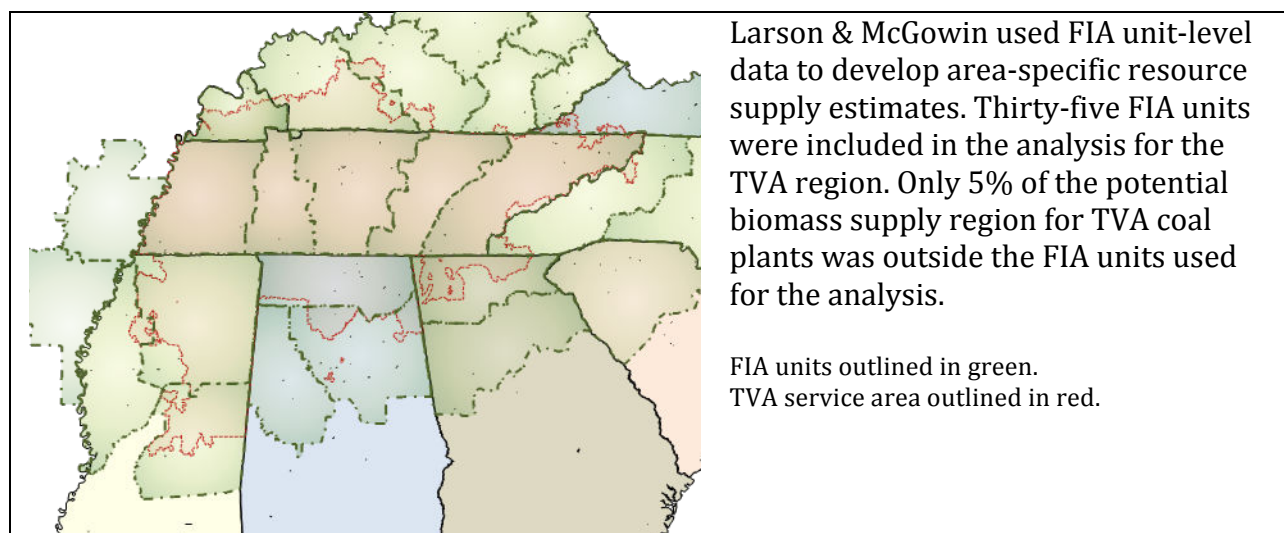 Larson & McGowin used FIA unit-level
data to develop area-specific resource
supply estimates. Thirty-five FIA units
were included in the analysis for the
TVA region. Only 5% of the potential
biomass supply region for TVA coal
plants was outside the FIA units used
for the analysis.
FIA units outlined in green.
TVA service area outlined in red.